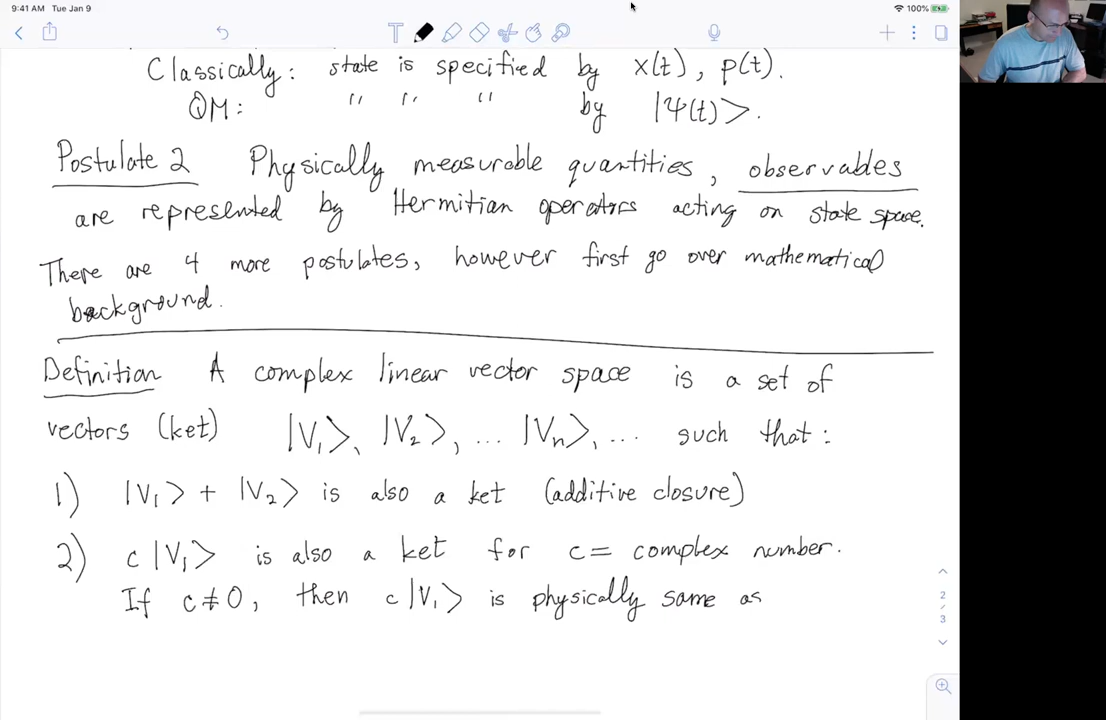 9:41 AM Tue Jan 9
100%
Classically: state is specified by x(t), p(t).
QM: " " " by |Ψ(t)>.
Postulate 2 Physically measurable quantities, observables
are represented by Hermitian operators acting on state space.
There are 4 more postulates, however first go over mathematical
background.
Definition A complex linear vector space is a set of
vectors (ket) |V₁>, |V₂>, ... |Vₙ>, ... such that:
1) |V₁> + |V₂> is also a ket (additive closure)
2) c|V₁> is also a ket for c = complex number.
If c≠0, then c|V₁> is physically same as
2
/
3